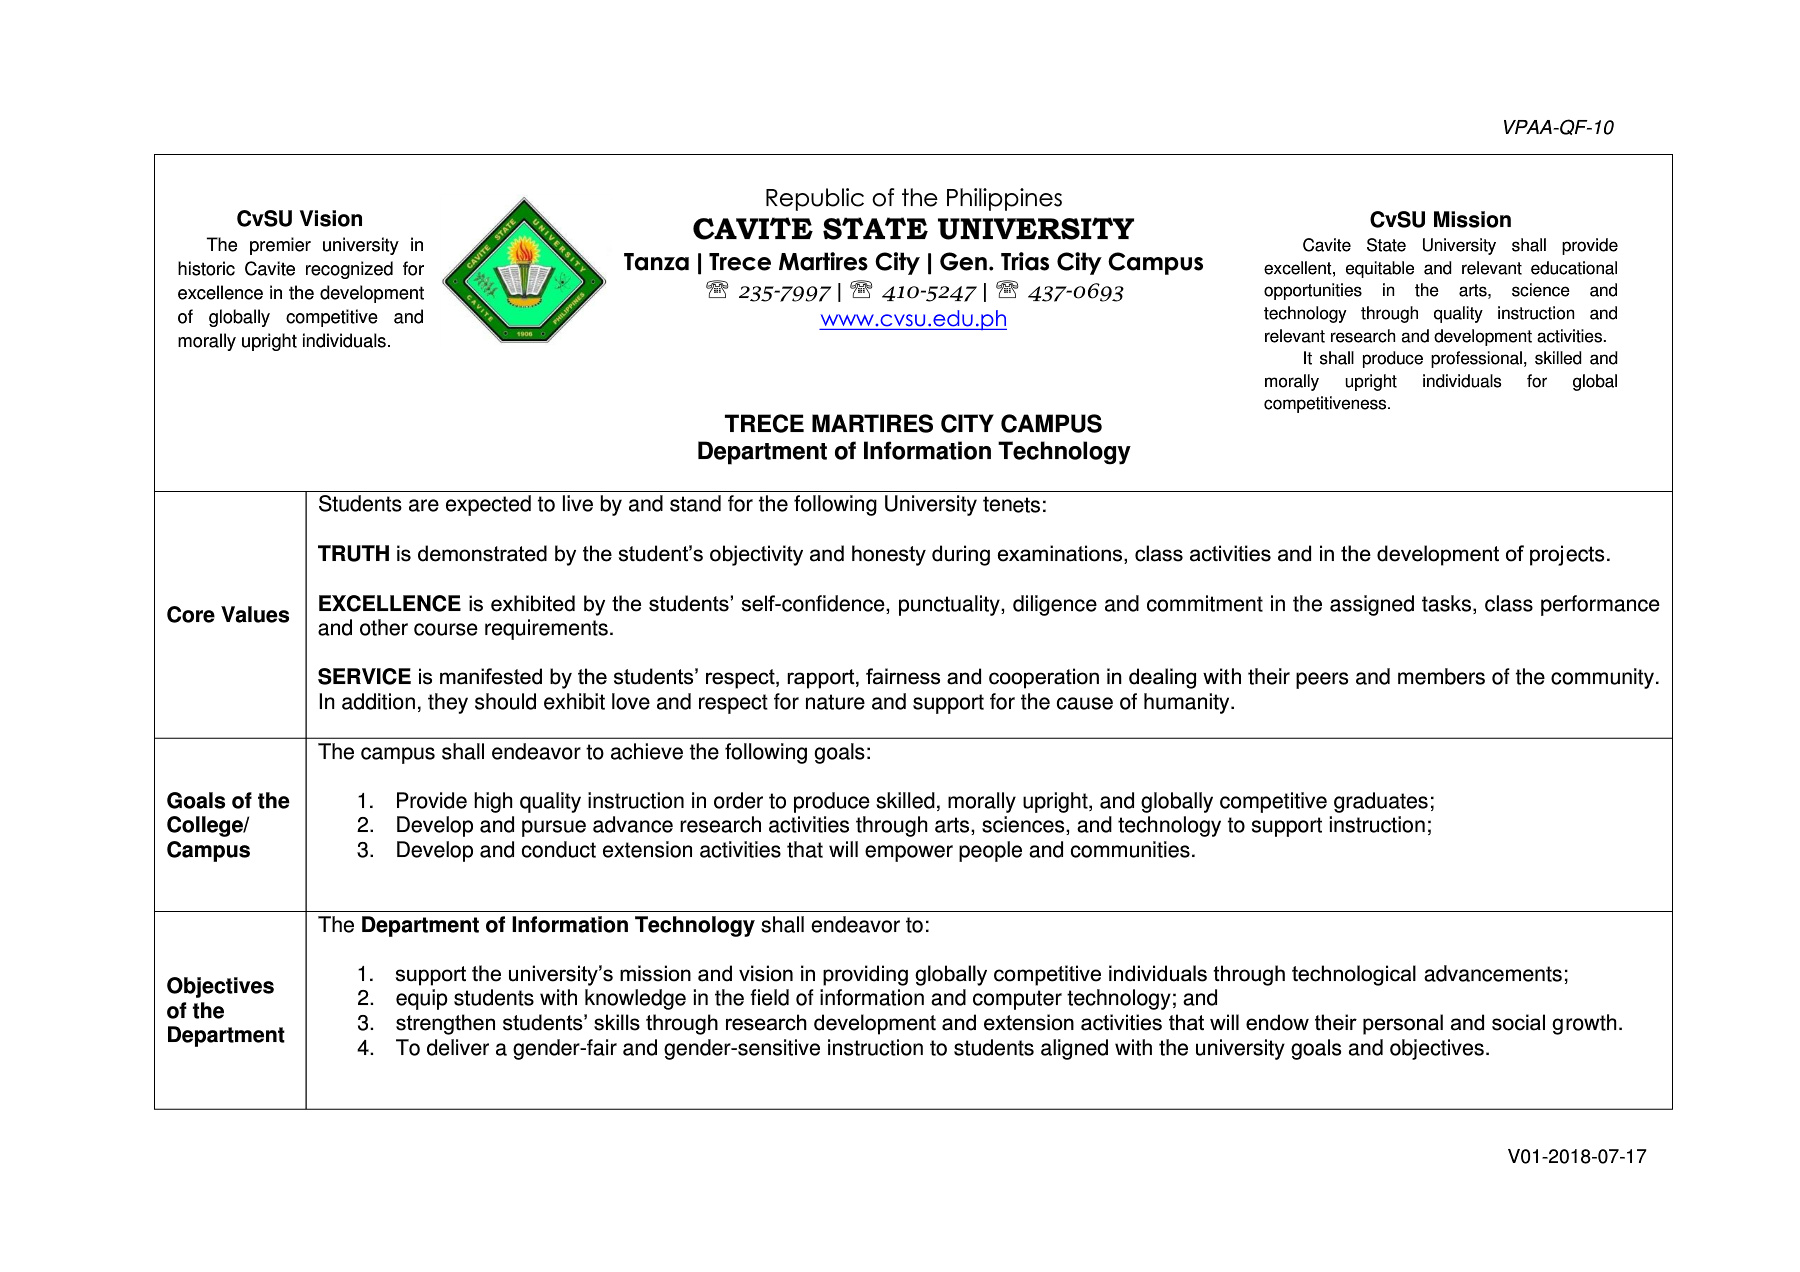 VPAA-QF-10
CvSU Vision
The premier university in
historic Cavite recognized for
excellence in the development
of globally competitive and
morally upright individuals.
CAVITE STATE UNIVERSITY
CAVITE
PHILIPPINES
1906
Republic of the Philippines
CAVITE STATE UNIVERSITY
Tanza | Trece Martires City | Gen. Trias City Campus
☏ 235-7997 | ☏ 410-5247 | ☏ 437-0693
www.cvsu.edu.ph
CvSU Mission
Cavite State University shall provide
excellent, equitable and relevant educational
opportunities in the arts, science and
technology through quality instruction and
relevant research and development activities.
It shall produce professional, skilled and
morally upright individuals for global
competitiveness.
TRECE MARTIRES CITY CAMPUS
Department of Information Technology
Core Values
Students are expected to live by and stand for the following University tenets:
TRUTH is demonstrated by the student’s objectivity and honesty during examinations, class activities and in the development of projects.
EXCELLENCE is exhibited by the students’ self-confidence, punctuality, diligence and commitment in the assigned tasks, class performance
and other course requirements.
SERVICE is manifested by the students’ respect, rapport, fairness and cooperation in dealing with their peers and members of the community.
In addition, they should exhibit love and respect for nature and support for the cause of humanity.
Goals of the
College/
Campus
The campus shall endeavor to achieve the following goals:
1. Provide high quality instruction in order to produce skilled, morally upright, and globally competitive graduates;
2. Develop and pursue advance research activities through arts, sciences, and technology to support instruction;
3. Develop and conduct extension activities that will empower people and communities.
Objectives
of the
Department
The Department of Information Technology shall endeavor to:
1. support the university’s mission and vision in providing globally competitive individuals through technological advancements;
2. equip students with knowledge in the field of information and computer technology; and
3. strengthen students’ skills through research development and extension activities that will endow their personal and social growth.
4. To deliver a gender-fair and gender-sensitive instruction to students aligned with the university goals and objectives.
V01-2018-07-17